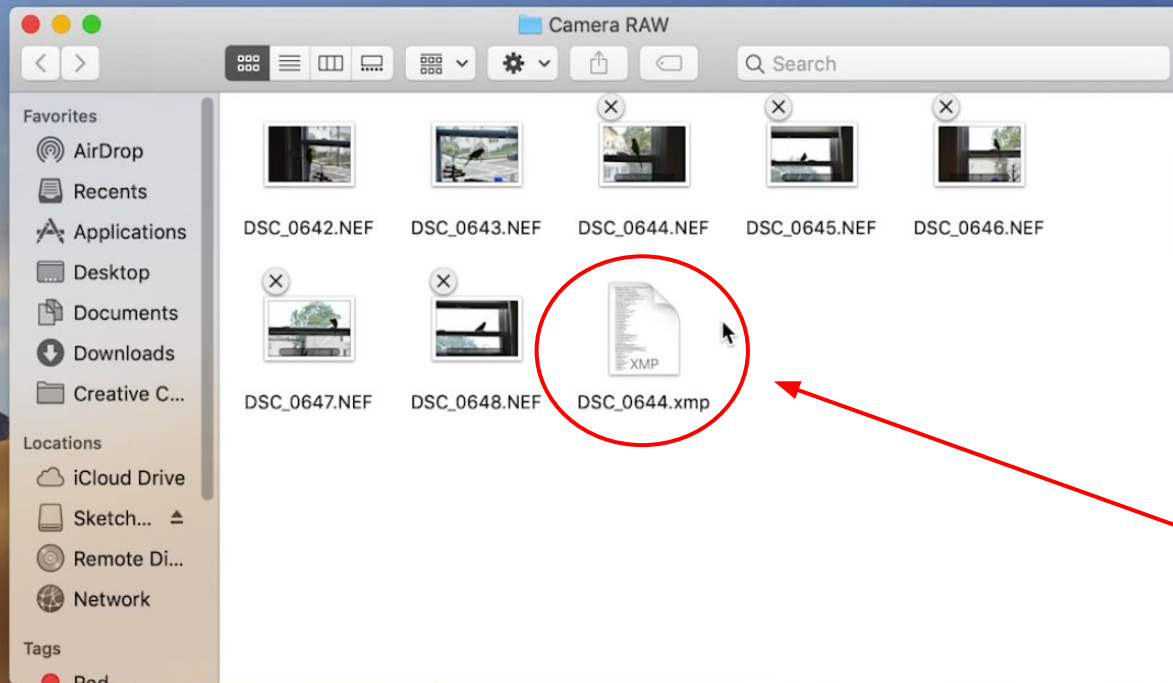 Camera RAW
Search
Favorites
AirDrop
Recents
Applications
Desktop
Documents
Downloads
Creative C...
Locations
iCloud Drive
Sketch...
Remote Di...
Network
Tags
Red
DSC_0642.NEF
DSC_0643.NEF
DSC_0644.NEF
DSC_0645.NEF
DSC_0646.NEF
DSC_0647.NEF
DSC_0648.NEF
XMP
DSC_0644.xmp